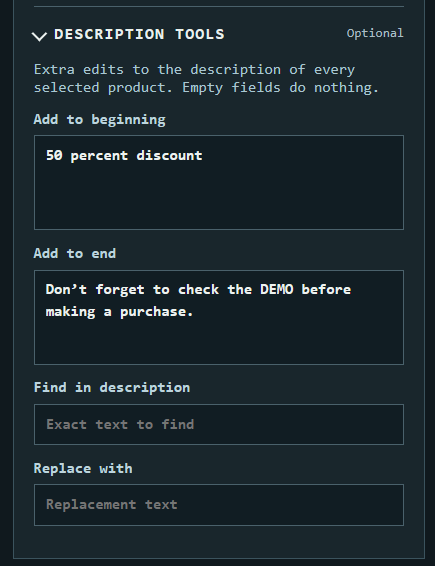 DESCRIPTION TOOLS
Optional
Extra edits to the description of every
selected product. Empty fields do nothing.
Add to beginning
50 percent discount
Add to end
Don’t forget to check the DEMO before
making a purchase.
Find in description
Exact text to find
Replace with
Replacement text